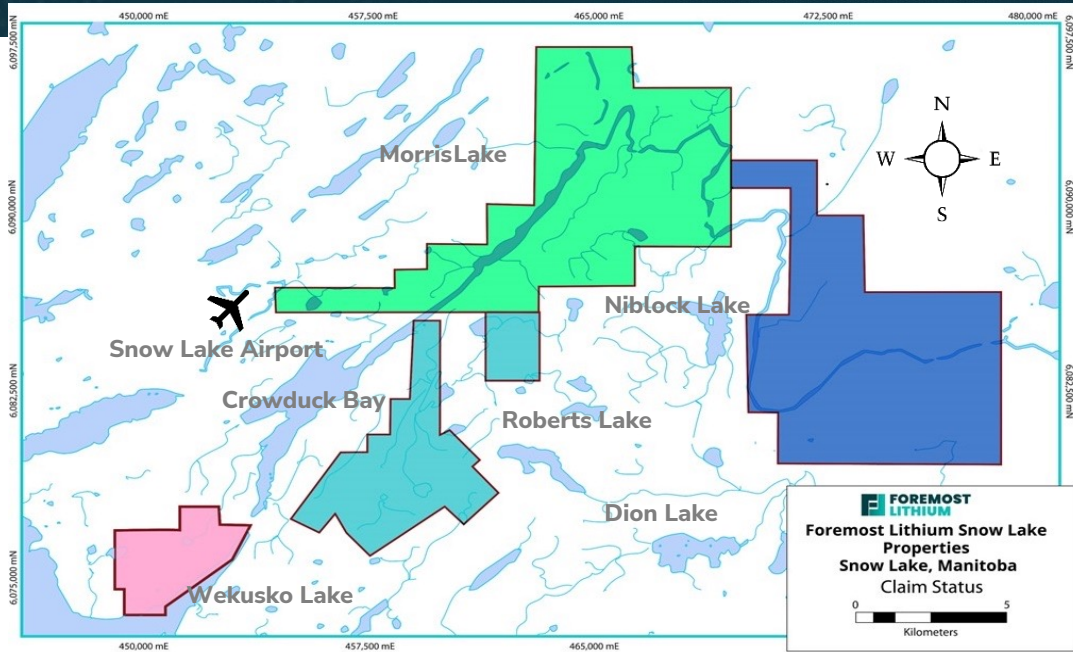 450,000 mE
457,500 mE
465,000 mE
472,500 mE
480,000 mE
6,097,500 mN
6,097,500 mN
N
W
E
S
MorrisLake
6,090,000 mN
6,090,000 mN
Niblock Lake
Snow Lake Airport
Crowduck Bay
6,082,500 mN
6,082,500 mN
Roberts Lake
Dion Lake
FOREMOST
LITHIUM
Foremost Lithium Snow Lake
Properties
Snow Lake, Manitoba
Claim Status
0
5
Kilometers
6,075,000 mN
Wekusko Lake
450,000 mE
457,500 mE
465,000 mE